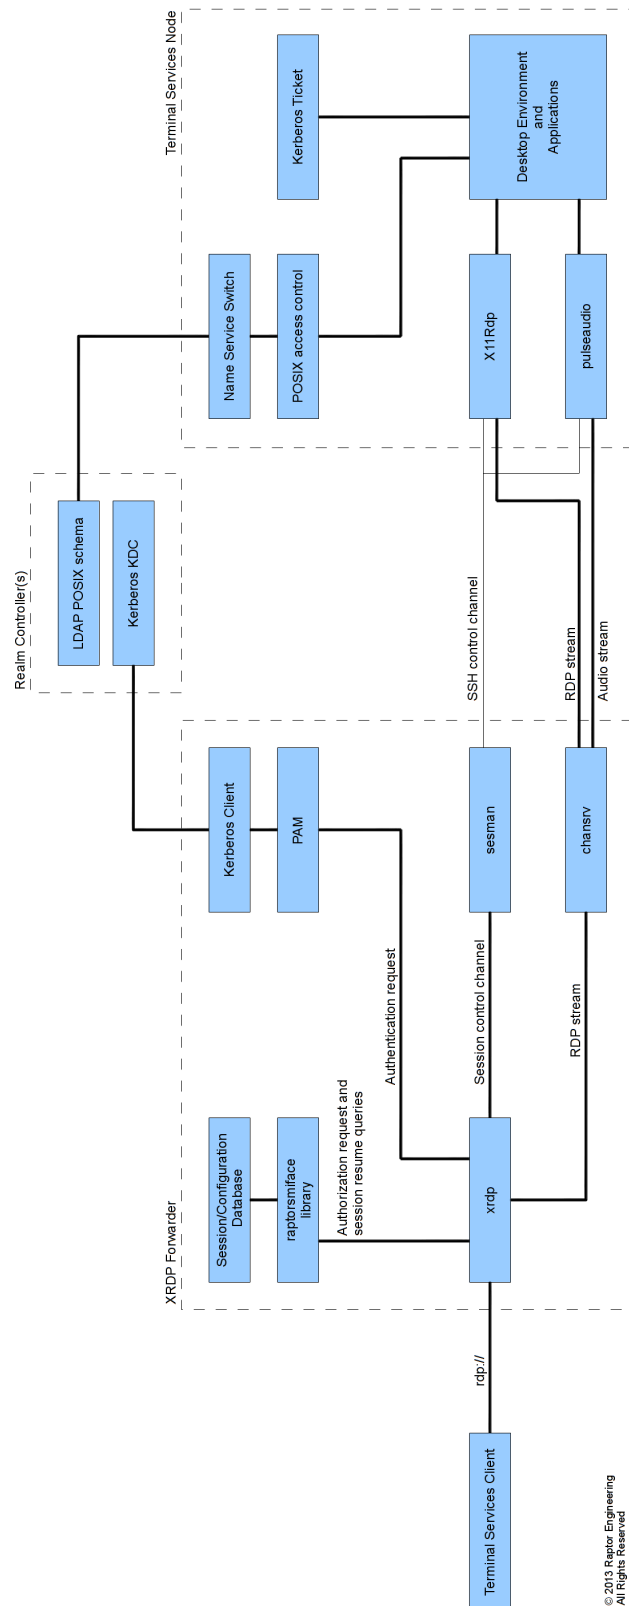 Realm Controller(s)
LDAP POSIX schema
Kerberos KDC
XRDP Forwarder
Terminal Services Node
Session/Configuration
Database
Kerberos Client
Name Service Switch
raptorsmiface
library
PAM
POSIX access control
Kerberos Ticket
Authorization request and
session resume queries
Authentication request
Terminal Services Client
rdp://
xrdp
Session control channel
sesman
SSH control channel
X11Rdp
Desktop Environment
and
Applications
RDP stream
chansrv
RDP stream
Audio stream
pulseaudio
© 2013 Raptor Engineering
All Rights Reserved